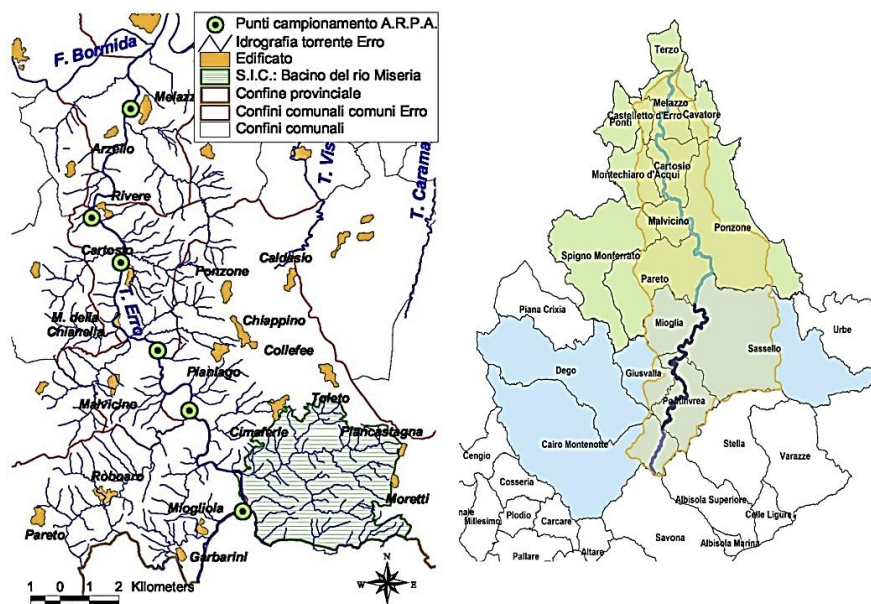 Punti campionamento A.R.P.A.
Idrografia torrente Erro
Edificato
S.I.C.: Bacino del rio Miseria
Confine provinciale
Confini comunali comuni Erro
Confini comunali
F. Bormida
Melazzo
Arzello
T. Vis
T. Carama
Rivere
Cartosio
Ponzone
Caldasio
T. Erro
M. della
Chianella
Chiappino
Collefee
Pianlago
Malvicino
Toleto
Cimaferle
Piancastagna
Roboaro
Moretti
Miogliola
Pareto
Garbarini
1 0 1 2 Kilometers
N
W E
S
Terzo
Melazzo
Castelletto d'Erro
Cavatore
Ponti
Cartosio
Montechiaro d'Acqui
Malvicino
Ponzone
Spigno Monferrato
Pareto
Piana Crixia
Mioglia
Urbe
Sassello
Dego
Giusvalla
Pontinvrea
Cairo Montenotte
Stella
Cengio
Varazze
Cosseria
Albisola Superiore
nale
Millesimo
Plodio
Carcare
Celle Ligure
Savona
Altare
Albisola Marina
Pallare